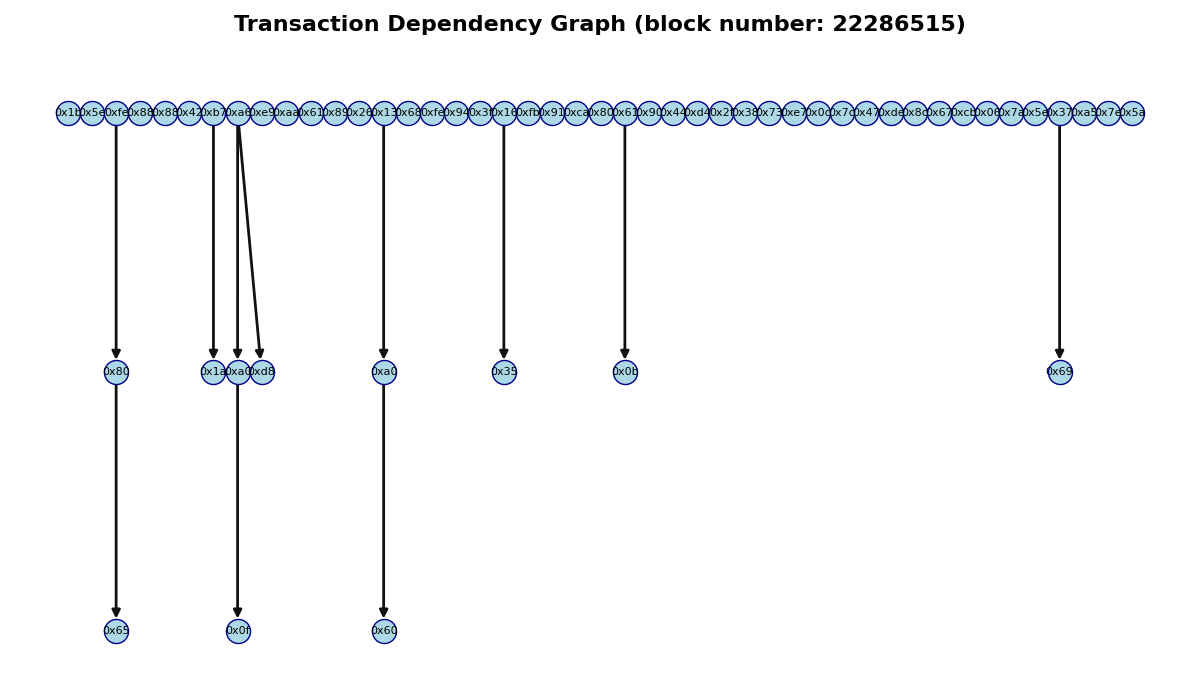 Transaction Dependency Graph (block number: 22286515)
0x1b 0x5e 0xfe 0x88 0x88 0x42 0xb7 0xa6 0xe9 0xaa 0x61 0x89 0x26 0x13 0x68 0xfe 0x94 0x3f 0x16 0xfb 0x91 0xca 0x80 0x61 0x90 0x44 0xd4 0x2f 0x38 0x73 0xe7 0x0c 0x7c 0x47 0xde 0x8c 0x67 0xcb 0x06 0x7a 0x5e 0x37 0xa5 0x7e 0x5a
0x80 0x1a 0xa0 0xd8 0xa0 0x35 0x0b 0x69
0x65 0x0f 0x60